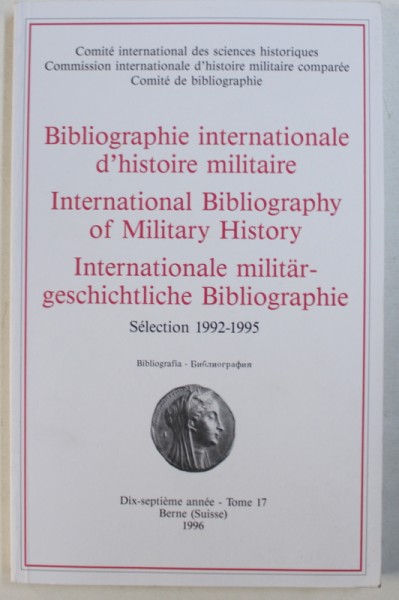 Comité international des sciences historiques
Commission internationale d'histoire militaire comparée
Comité de bibliographie
Bibliographie internationale
d'histoire militaire
International Bibliography
of Military History
Internationale militär-
geschichtliche Bibliographie
Sélection 1992-1995
Bibliografia - Библиография
Dix-septième année - Tome 17
Berne (Suisse)
1996